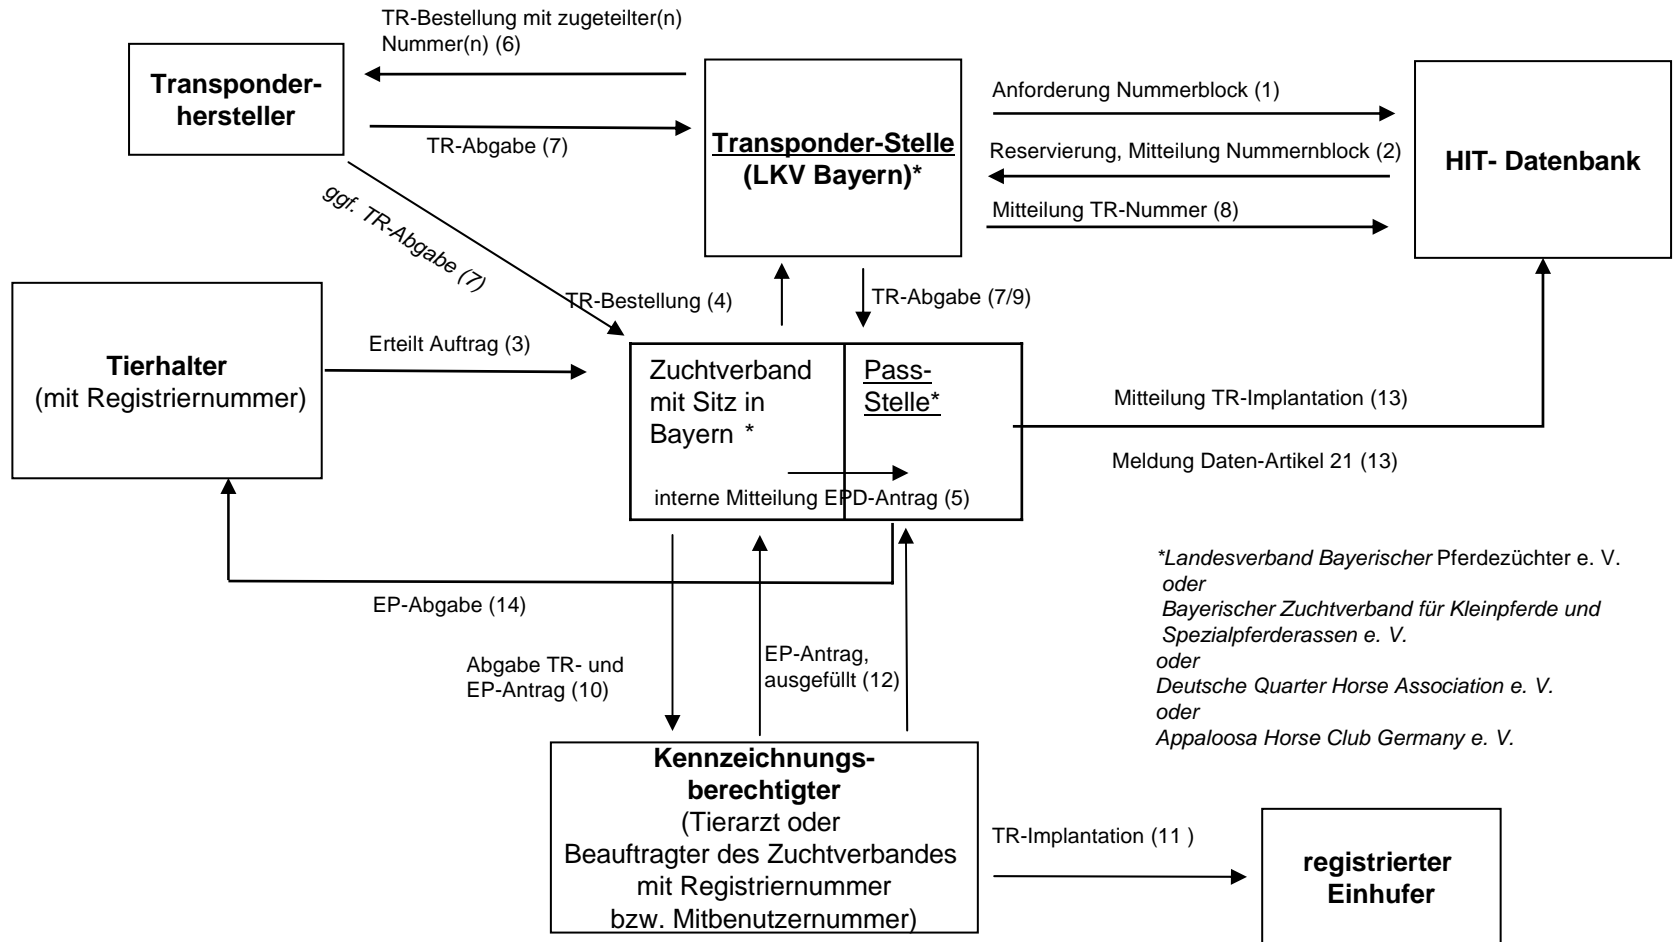 TR-Bestellung mit zugeteilter(n)
Nummer(n) (6)
Transponder-
hersteller
TR-Abgabe (7)
ggf. TR-Abgabe (7)
Transponder-Stelle
(LKV Bayern)*
Anforderung Nummerblock (1)
Reservierung, Mitteilung Nummernblock (2)
Mitteilung TR-Nummer (8)
HIT- Datenbank
TR-Bestellung (4)
TR-Abgabe (7/9)
Tierhalter
(mit Registriernummer)
Erteilt Auftrag (3)
Zuchtverband
mit Sitz in
Bayern *
Pass-
Stelle*
interne Mitteilung EPD-Antrag (5)
Mitteilung TR-Implantation (13)
Meldung Daten-Artikel 21 (13)
EP-Abgabe (14)
Abgabe TR- und
EP-Antrag (10)
EP-Antrag,
ausgefüllt (12)
*Landesverband Bayerischer Pferdezüchter e. V.
oder
Bayerischer Zuchtverband für Kleinpferde und
Spezialpferderassen e. V.
oder
Deutsche Quarter Horse Association e. V.
oder
Appaloosa Horse Club Germany e. V.
Kennzeichnungs-
berechtigter
(Tierarzt oder
Beauftragter des Zuchtverbandes
mit Registriernummer
bzw. Mitbenutzernummer)
TR-Implantation (11 )
registrierter
Einhufer